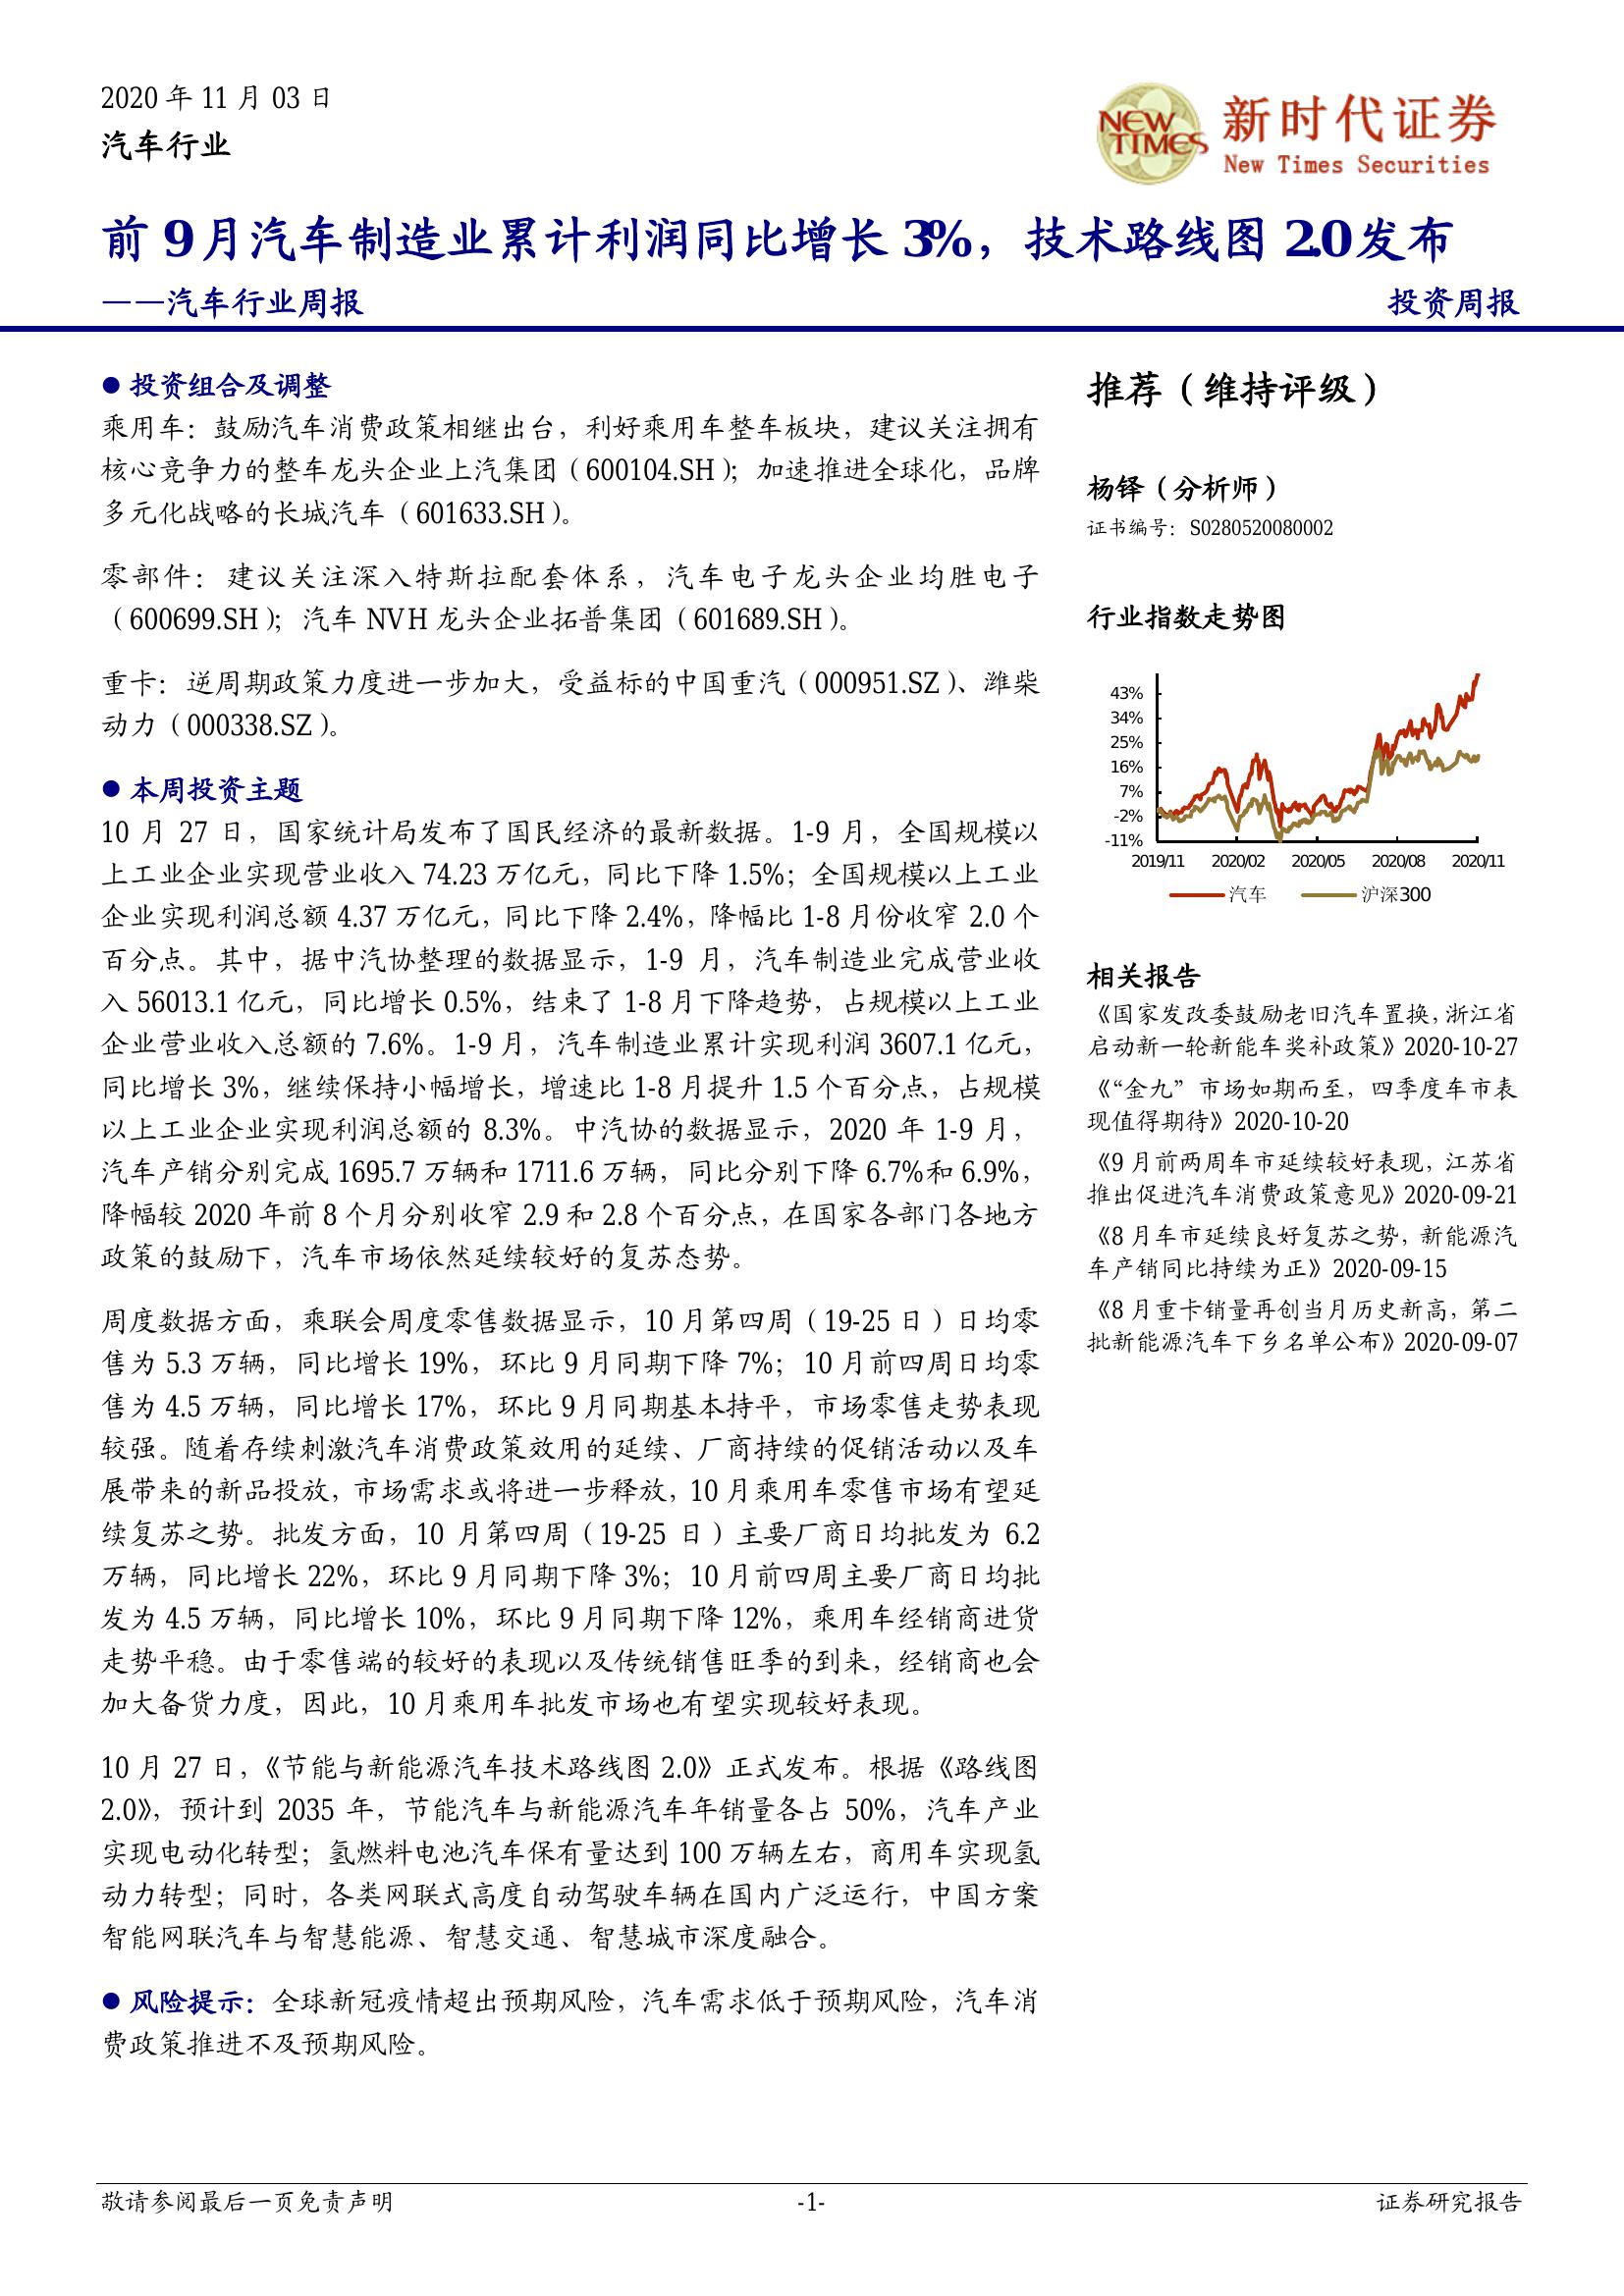 2020 年 11 月 03 日
汽车行业
NEW TIMES
新时代证券
New Times Securities
前 9 月汽车制造业累计利润同比增长 3%，技术路线图 2.0 发布
——汽车行业周报
投资周报
● 投资组合及调整
乘用车：鼓励汽车消费政策相继出台，利好乘用车整车板块，建议关注拥有
核心竞争力的整车龙头企业上汽集团（600104.SH）；加速推进全球化，品牌
多元化战略的长城汽车（601633.SH）。
零部件：建议关注深入特斯拉配套体系，汽车电子龙头企业均胜电子
（600699.SH）；汽车 NVH 龙头企业拓普集团（601689.SH）。
重卡：逆周期政策力度进一步加大，受益标的中国重汽（000951.SZ）、潍柴
动力（000338.SZ）。
● 本周投资主题
10 月 27 日，国家统计局发布了国民经济的最新数据。1-9 月，全国规模以
上工业企业实现营业收入 74.23 万亿元，同比下降 1.5%；全国规模以上工业
企业实现利润总额 4.37 万亿元，同比下降 2.4%，降幅比 1-8 月份收窄 2.0 个
百分点。其中，据中汽协整理的数据显示，1-9 月，汽车制造业完成营业收
入 56013.1 亿元，同比增长 0.5%，结束了 1-8 月下降趋势，占规模以上工业
企业营业收入总额的 7.6%。1-9 月，汽车制造业累计实现利润 3607.1 亿元，
同比增长 3%，继续保持小幅增长，增速比 1-8 月提升 1.5 个百分点，占规模
以上工业企业实现利润总额的 8.3%。中汽协的数据显示，2020 年 1-9 月，
汽车产销分别完成 1695.7 万辆和 1711.6 万辆，同比分别下降 6.7%和 6.9%，
降幅较 2020 年前 8 个月分别收窄 2.9 和 2.8 个百分点，在国家各部门各地方
政策的鼓励下，汽车市场依然延续较好的复苏态势。
周度数据方面，乘联会周度零售数据显示，10 月第四周（19-25 日）日均零
售为 5.3 万辆，同比增长 19%，环比 9 月同期下降 7%；10 月前四周日均零
售为 4.5 万辆，同比增长 17%，环比 9 月同期基本持平，市场零售走势表现
较强。随着存续刺激汽车消费政策效用的延续、厂商持续的促销活动以及车
展带来的新品投放，市场需求或将进一步释放，10 月乘用车零售市场有望延
续复苏之势。批发方面，10 月第四周（19-25 日）主要厂商日均批发为 6.2
万辆，同比增长 22%，环比 9 月同期下降 3%；10 月前四周主要厂商日均批
发为 4.5 万辆，同比增长 10%，环比 9 月同期下降 12%，乘用车经销商进货
走势平稳。由于零售端的较好的表现以及传统销售旺季的到来，经销商也会
加大备货力度，因此，10 月乘用车批发市场也有望实现较好表现。
10 月 27 日，《节能与新能源汽车技术路线图 2.0》正式发布。根据《路线图
2.0》，预计到 2035 年，节能汽车与新能源汽车年销量各占 50%，汽车产业
实现电动化转型；氢燃料电池汽车保有量达到 100 万辆左右，商用车实现氢
动力转型；同时，各类网联式高度自动驾驶车辆在国内广泛运行，中国方案
智能网联汽车与智慧能源、智慧交通、智慧城市深度融合。
● 风险提示：全球新冠疫情超出预期风险，汽车需求低于预期风险，汽车消
费政策推进不及预期风险。
推荐（维持评级）
杨铎（分析师）
证书编号：S0280520080002
行业指数走势图
43%
34%
25%
16%
7%
-2%
-11%
2019/11 2020/02 2020/05 2020/08 2020/11
汽车 沪深300
相关报告
《国家发改委鼓励老旧汽车置换，浙江省
启动新一轮新能车奖补政策》2020-10-27
《“金九”市场如期而至，四季度车市表
现值得期待》2020-10-20
《9 月前两周车市延续较好表现，江苏省
推出促进汽车消费政策意见》2020-09-21
《8 月车市延续良好复苏之势，新能源汽
车产销同比持续为正》2020-09-15
《8 月重卡销量再创当月历史新高，第二
批新能源汽车下乡名单公布》2020-09-07
敬请参阅最后一页免责声明
-1-
证券研究报告